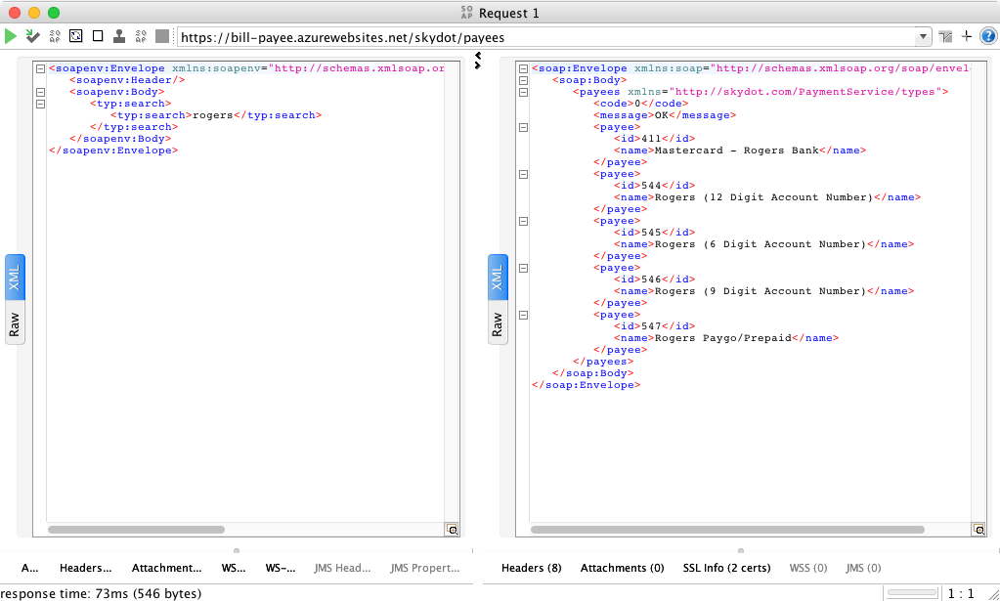 SO AP Request 1
https://bill-payee.azurewebsites.net/skydot/payees
<soapenv:Envelope xmlns:soapenv="http://schemas.xmlsoap.or
<soapenv:Header/>
<soapenv:Body>
<typ:search>
<typ:search>rogers</typ:search>
</typ:search>
</soapenv:Body>
</soapenv:Envelope>
XML
Raw
<soap:Envelope xmlns:soap="http://schemas.xmlsoap.org/soap/envel
<soap:Body>
<payees xmlns="http://skydot.com/PaymentService/types">
<code>0</code>
<message>OK</message>
<payee>
<id>411</id>
<name>Mastercard - Rogers Bank</name>
</payee>
<payee>
<id>544</id>
<name>Rogers (12 Digit Account Number)</name>
</payee>
<payee>
<id>545</id>
<name>Rogers (6 Digit Account Number)</name>
</payee>
<payee>
<id>546</id>
<name>Rogers (9 Digit Account Number)</name>
</payee>
<payee>
<id>547</id>
<name>Rogers Paygo/Prepaid</name>
</payee>
</payees>
</soap:Body>
</soap:Envelope>
XML
Raw
A... Headers... Attachment... WS... WS-... JMS Head... JMS Propert...
Headers (8) Attachments (0) SSL Info (2 certs) WSS (0) JMS (0)
response time: 73ms (546 bytes) 1 : 1